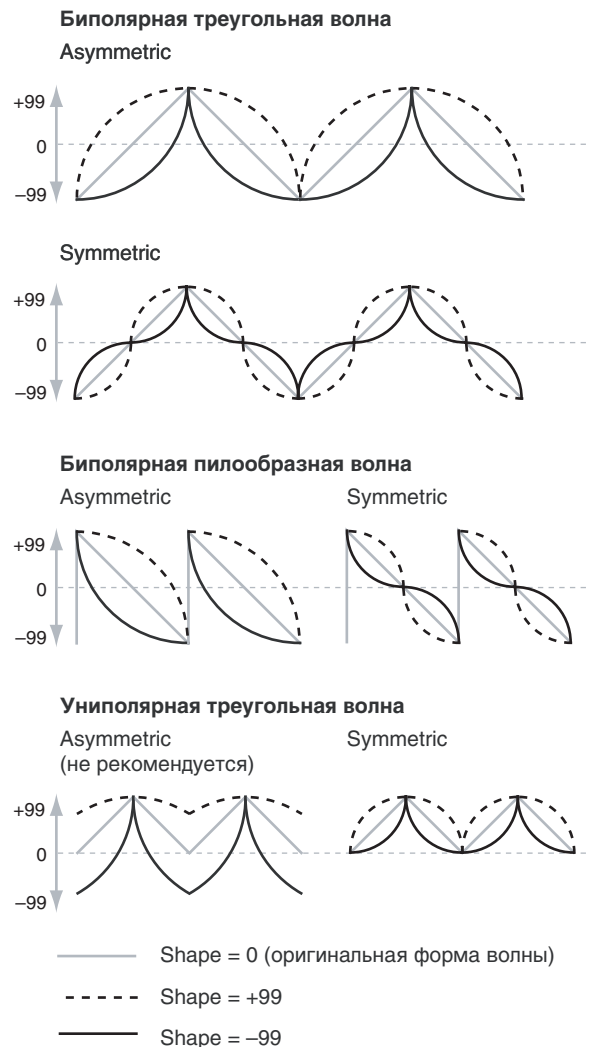 Биполярная треугольная волна
Asymmetric
+99
0
–99
Symmetric
+99
0
–99
Биполярная пилообразная волна
Asymmetric
Symmetric
+99
0
–99
Униполярная треугольная волна
Asymmetric
(не рекомендуется)
Symmetric
+99
0
–99
Shape = 0 (оригинальная форма волны)
Shape = +99
Shape = –99